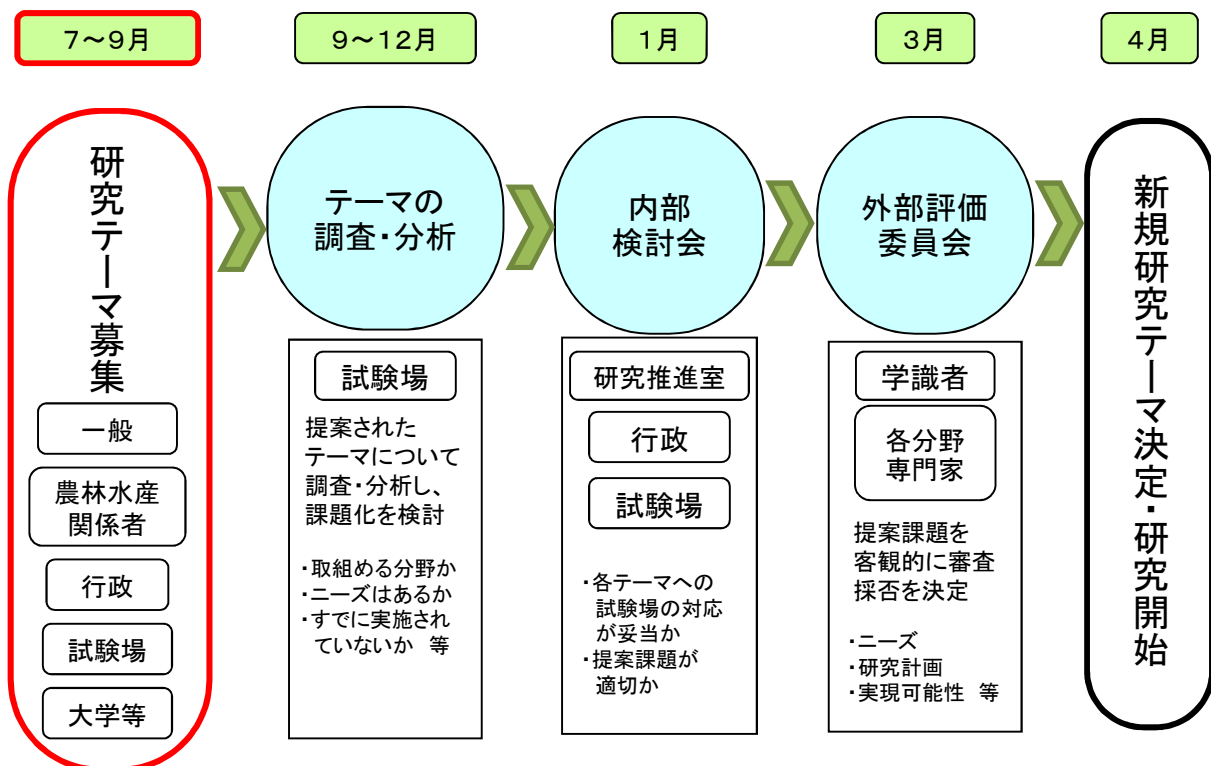 7～9月
9～12月
1月
3月
4月
研究テーマ募集
一般
農林水産
関係者
行政
試験場
大学等
テーマの
調査・分析
試験場
提案された
テーマについて
調査・分析し、
課題化を検討
・取組める分野か
・ニーズはあるか
・すでに実施され
ていないか　等
内部
検討会
研究推進室
行政
試験場
・各テーマへの
試験場の対応
が妥当か
・提案課題が
適切か
外部評価
委員会
学識者
各分野
専門家
提案課題を
客観的に審査
採否を決定
・ニーズ
・研究計画
・実現可能性　等
新規研究テーマ決定・研究開始